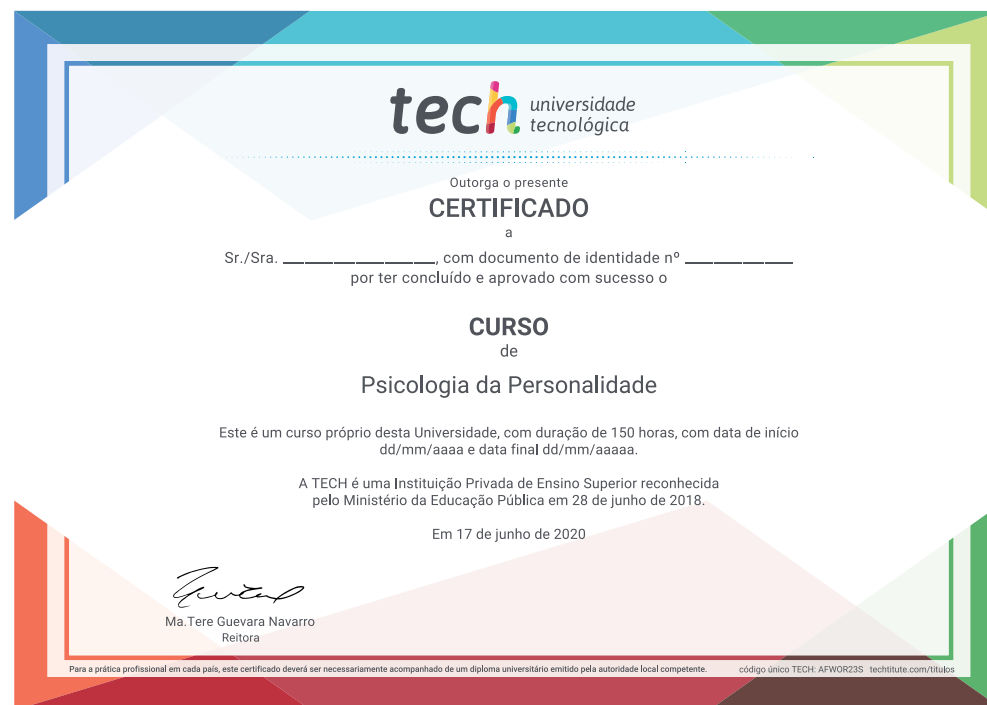 tech universidade
tecnológica
Outorga o presente
CERTIFICADO
a
Sr./Sra. ______________, com documento de identidade nº __________
por ter concluído e aprovado com sucesso o
CURSO
de
Psicologia da Personalidade
Este é um curso próprio desta Universidade, com duração de 150 horas, com data de início
dd/mm/aaaa e data final dd/mm/aaaaa.
A TECH é uma Instituição Privada de Ensino Superior reconhecida
pelo Ministério da Educação Pública em 28 de junho de 2018.
Em 17 de junho de 2020
Ma.Tere Guevara Navarro
Reitora
Para a prática profissional em cada país, este certificado deverá ser necessariamente acompanhado de um diploma universitário emitido pela autoridade local competente. código único TECH: AFWOR23S techtitute.com/titulos